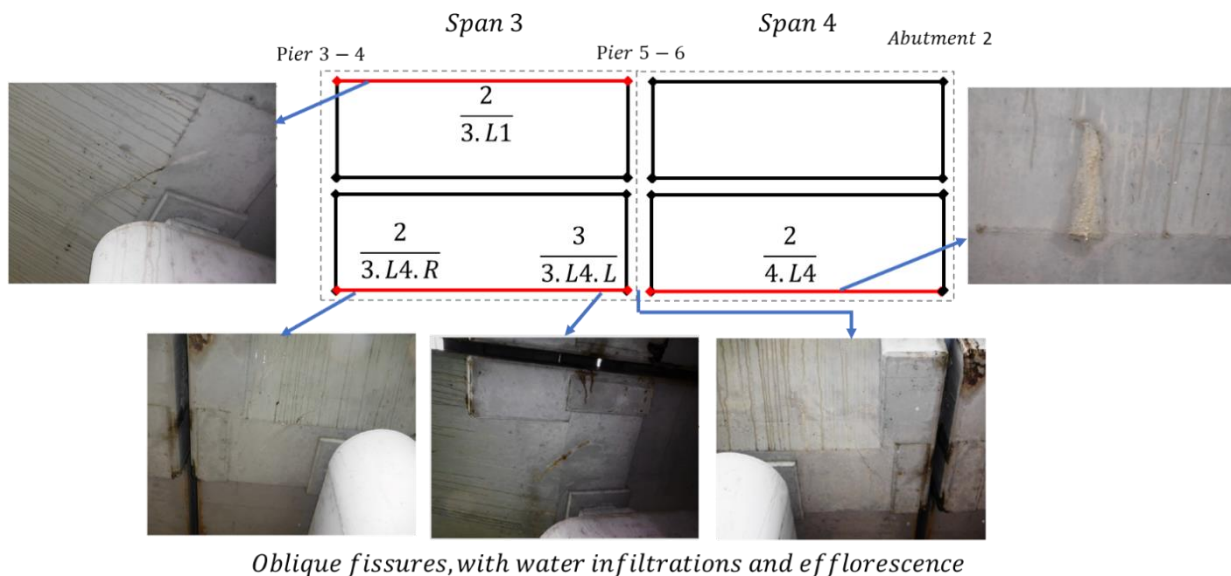 Span 3
Span 4
Pier 3 − 4
Pier 5 − 6
Abutment 2
2
3. L1
2
3. L4. R
3
3. L4. L
2
4. L4
Oblique fissures, with water infiltrations and efflorescence